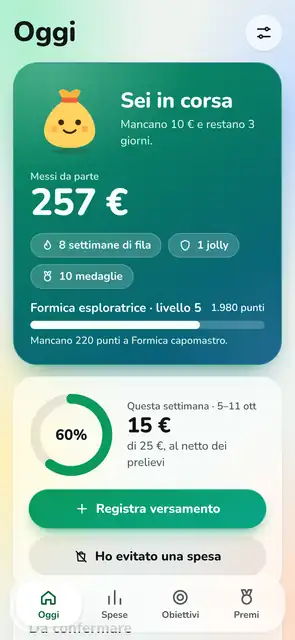 Oggi
Sei in corsa
Mancano 10 € e restano 3
giorni.
Messi da parte
257 €
8 settimane di fila
1 jolly
10 medaglie
Formica esploratrice · livello 5
1.980 punti
Mancano 220 punti a Formica capomastro.
60%
Questa settimana · 5–11 ott
15 €
di 25 €, al netto dei
prelievi
Registra versamento
Ho evitato una spesa
Da confermare
Oggi
Spese
Obiettivi
Premi